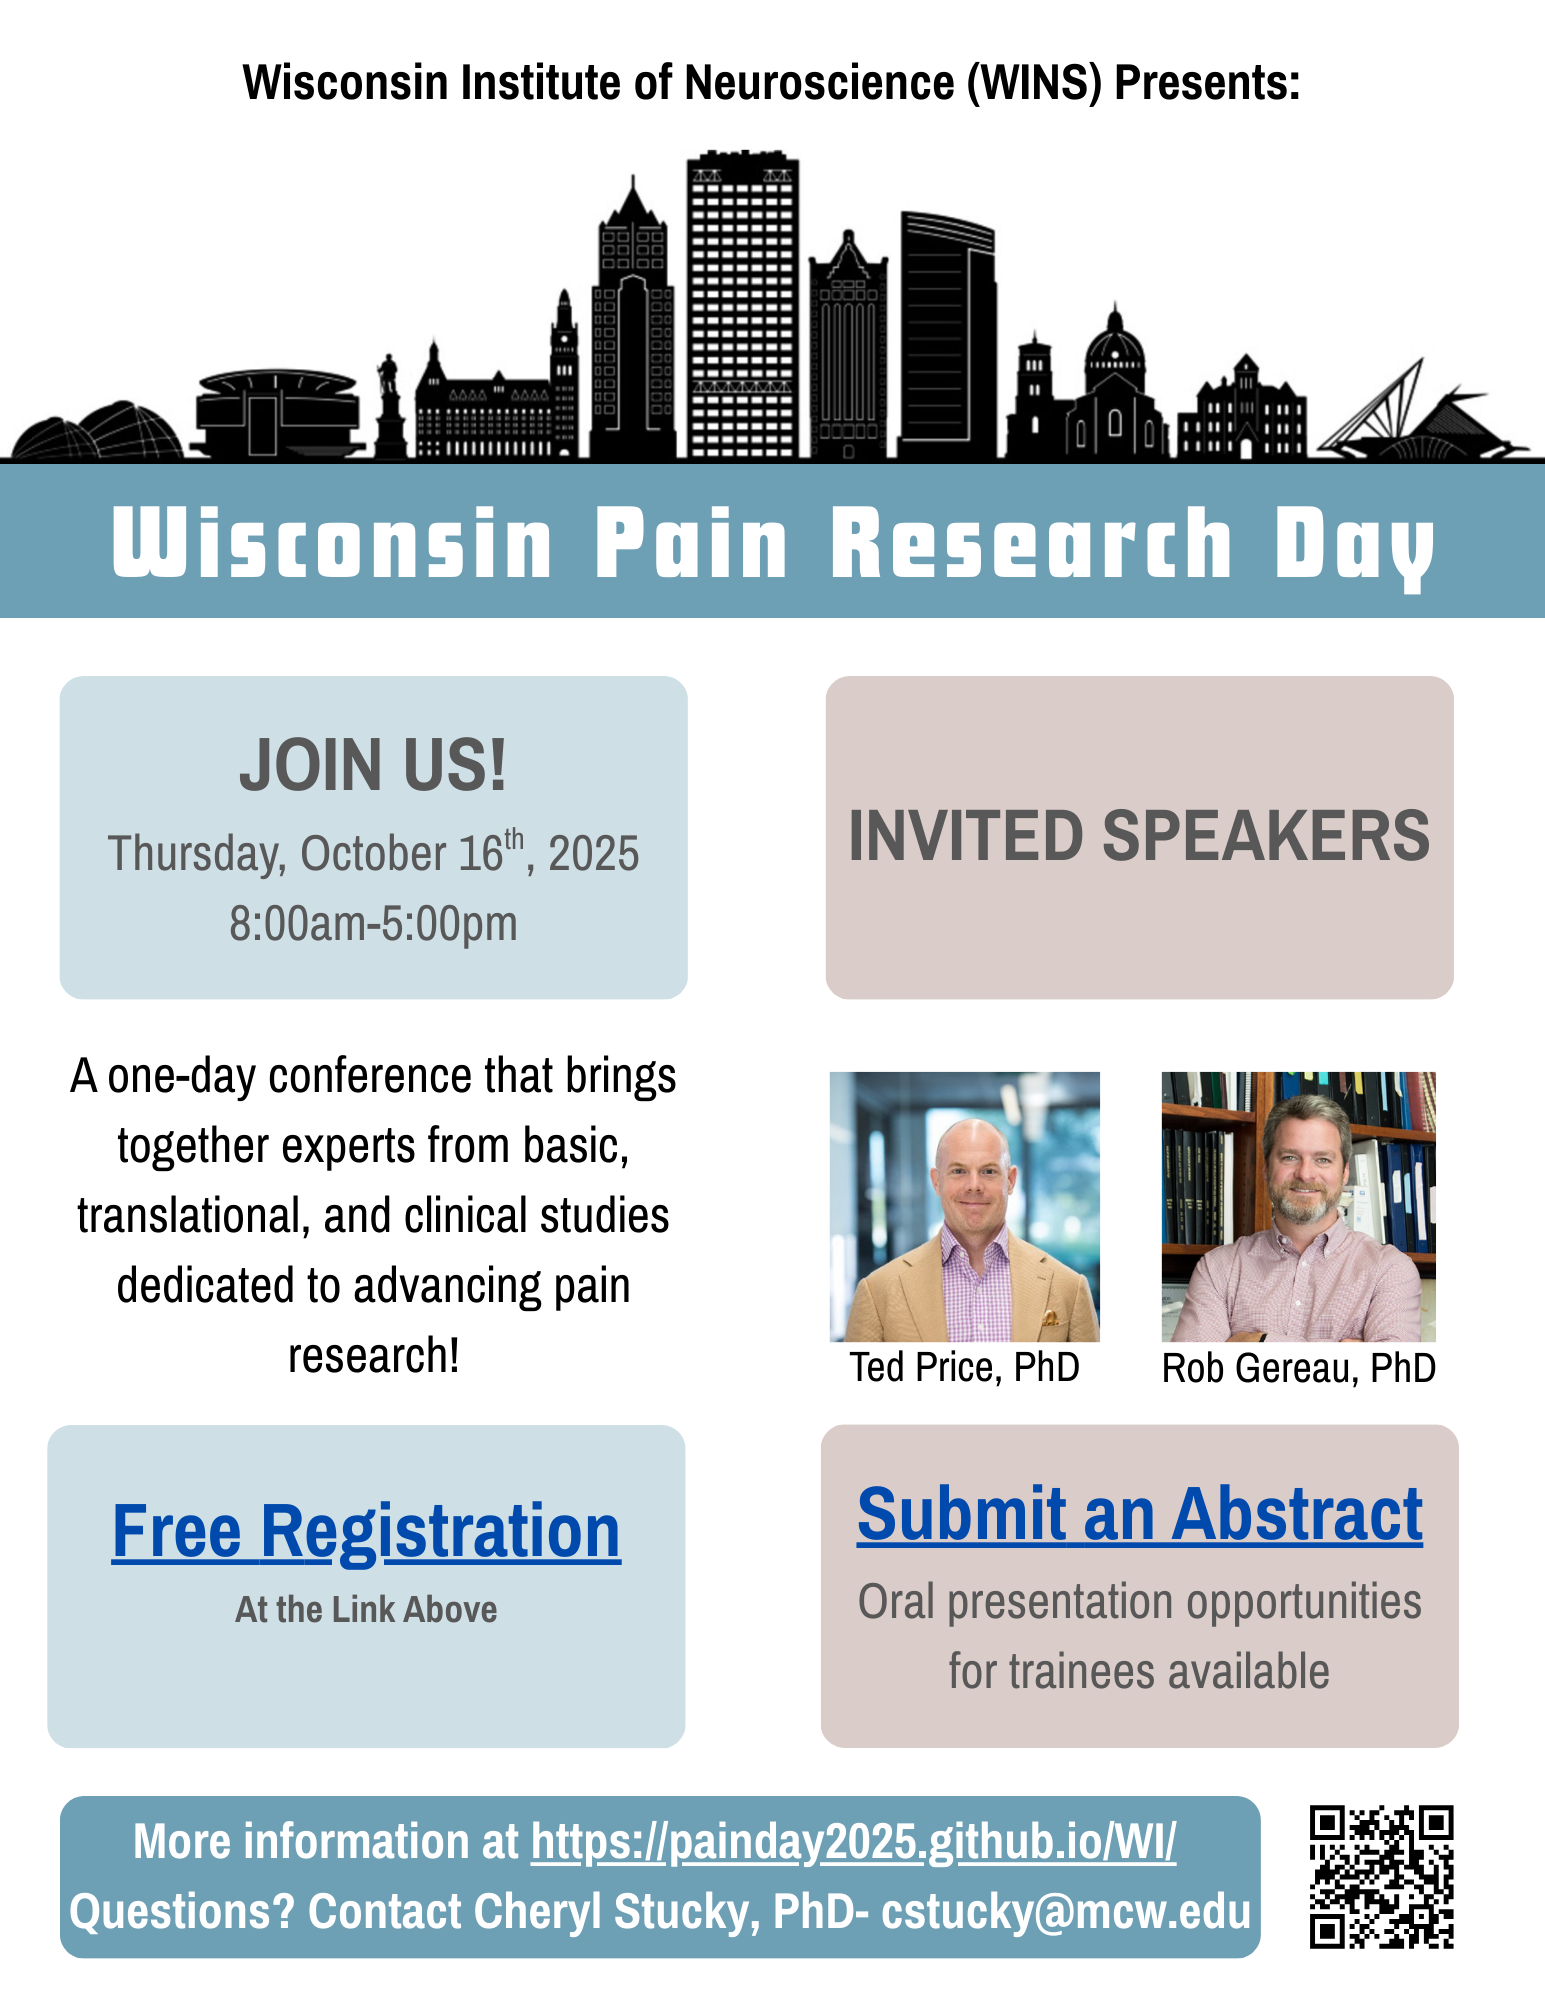 Wisconsin Institute of Neuroscience (WINS) Presents:
Wisconsin Pain Research Day
JOIN US!
Thursday, October 16th, 2025
8:00am-5:00pm
INVITED SPEAKERS
A one-day conference that brings
together experts from basic,
translational, and clinical studies
dedicated to advancing pain
research!
Ted Price, PhD
Rob Gereau, PhD
Free Registration
At the Link Above
Submit an Abstract
Oral presentation opportunities
for trainees available
More information at https://painday2025.github.io/WI/
Questions? Contact Cheryl Stucky, PhD- cstucky@mcw.edu